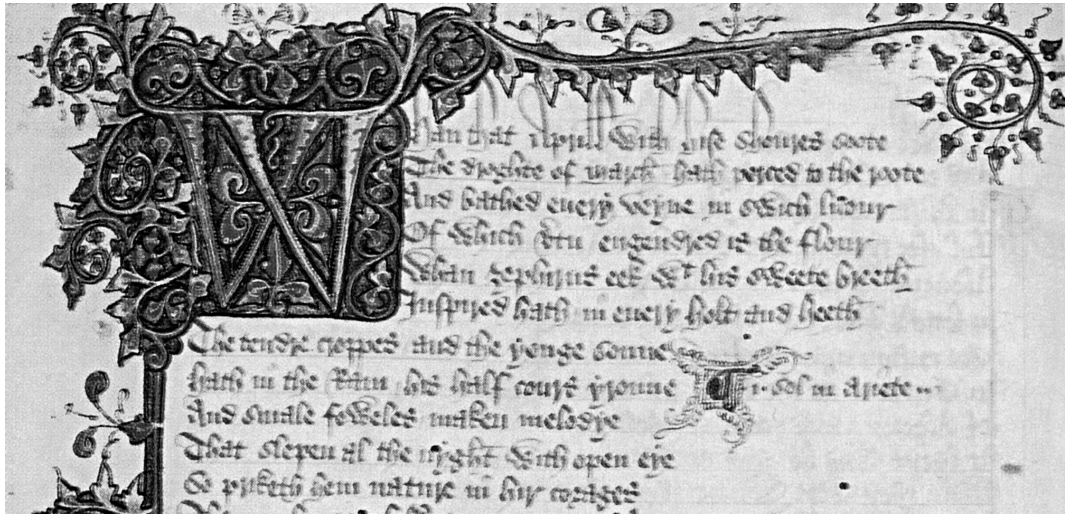 Whan that Aprill with his shoures soote
The droghte of March hath perced to the roote
And bathed euery veyne in swich licour
Of which vtu engendred is the flour
Whan Zephirus eek wt his sweete breeth
Inspired hath in euery holt and heeth
The tendre croppes and the yonge sonne
hath in the Ram his half cours yronne
.i. sol in ariete
And smale foweles maken melodye
That slepen al the nyght with open eye
So priketh hem nature in hir corages